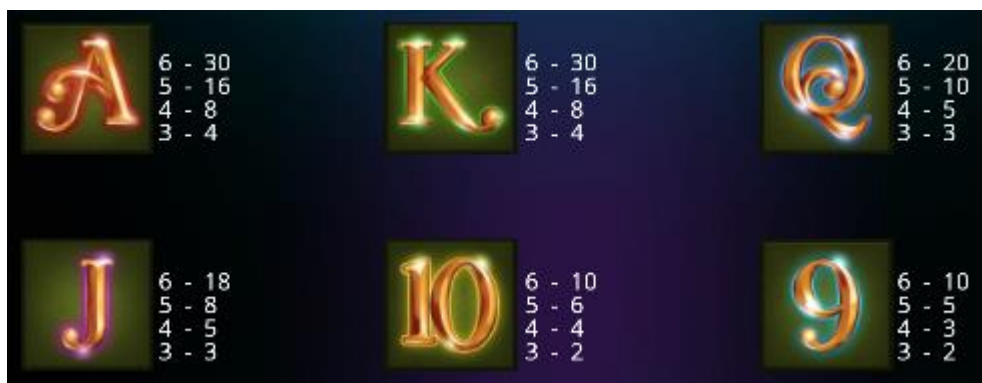 A
6 - 30
5 - 16
4 - 8
3 - 4
K
6 - 30
5 - 16
4 - 8
3 - 4
Q
6 - 20
5 - 10
4 - 5
3 - 3
J
6 - 18
5 - 8
4 - 5
3 - 3
10
6 - 10
5 - 6
4 - 4
3 - 2
9
6 - 10
5 - 5
4 - 3
3 - 2